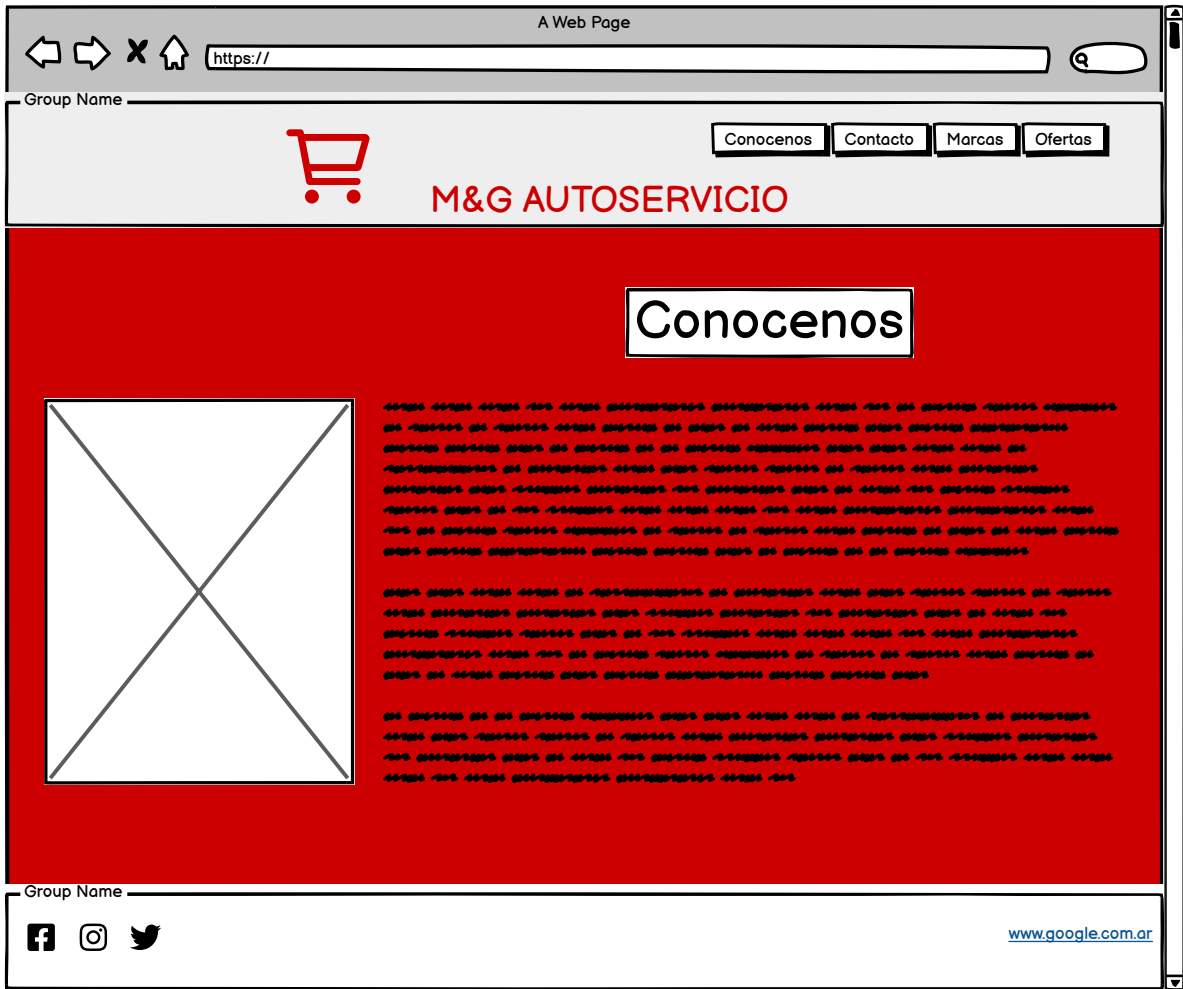 A Web Page
https://
Group Name
Conocenos
Contacto
Marcas
Ofertas
M&G AUTOSERVICIO
Conocenos
Group Name
www.google.com.ar